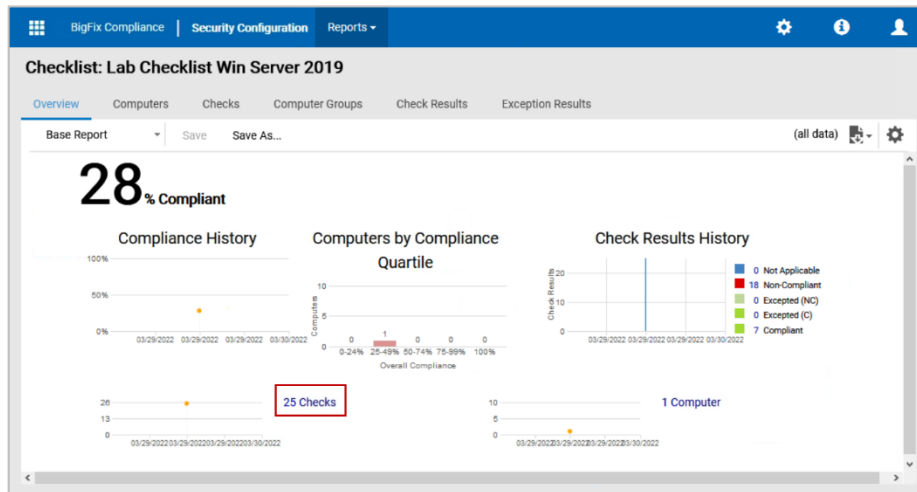 BigFix Compliance | Security Configuration Reports
Checklist: Lab Checklist Win Server 2019
Overview Computers Checks Computer Groups Check Results Exception Results
Base Report Save Save As... (all data)
28% Compliant
Compliance History
100%
50%
0%
03/29/2022 03/29/2022 03/29/2022 03/30/2022
Computers by Compliance
Quartile
Computers
10
5
0
0 1 0 0 0
0-24% 25-49% 50-74% 75-99% 100%
Overall Compliance
Check Results History
Check Results
20
10
0
03/29/2022 03/29/2022 03/29/2022 03/30/2022
0 Not Applicable
18 Non-Compliant
0 Excepted (NC)
0 Excepted (C)
7 Compliant
26
13
0
03/29/2022 03/29/2022 03/29/2022 03/30/2022
25 Checks
10
5
0
03/29/2022 03/29/2022 03/29/2022 03/30/2022
1 Computer